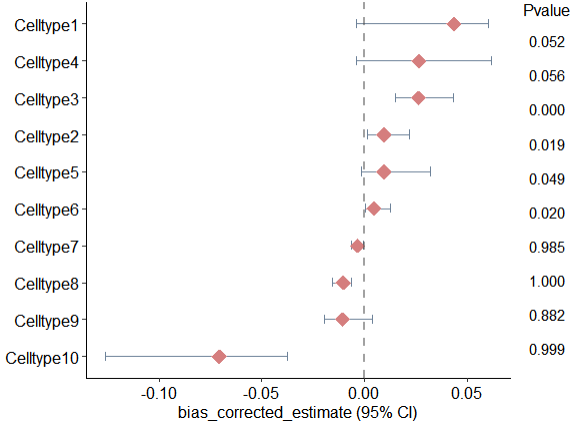 Pvalue
Celltype1 0.052
Celltype4 0.056
Celltype3 0.000
Celltype2 0.019
Celltype5 0.049
Celltype6 0.020
Celltype7 0.985
Celltype8 1.000
Celltype9 0.882
Celltype10 0.999
-0.10 -0.05 0.00 0.05
bias_corrected_estimate (95% CI)